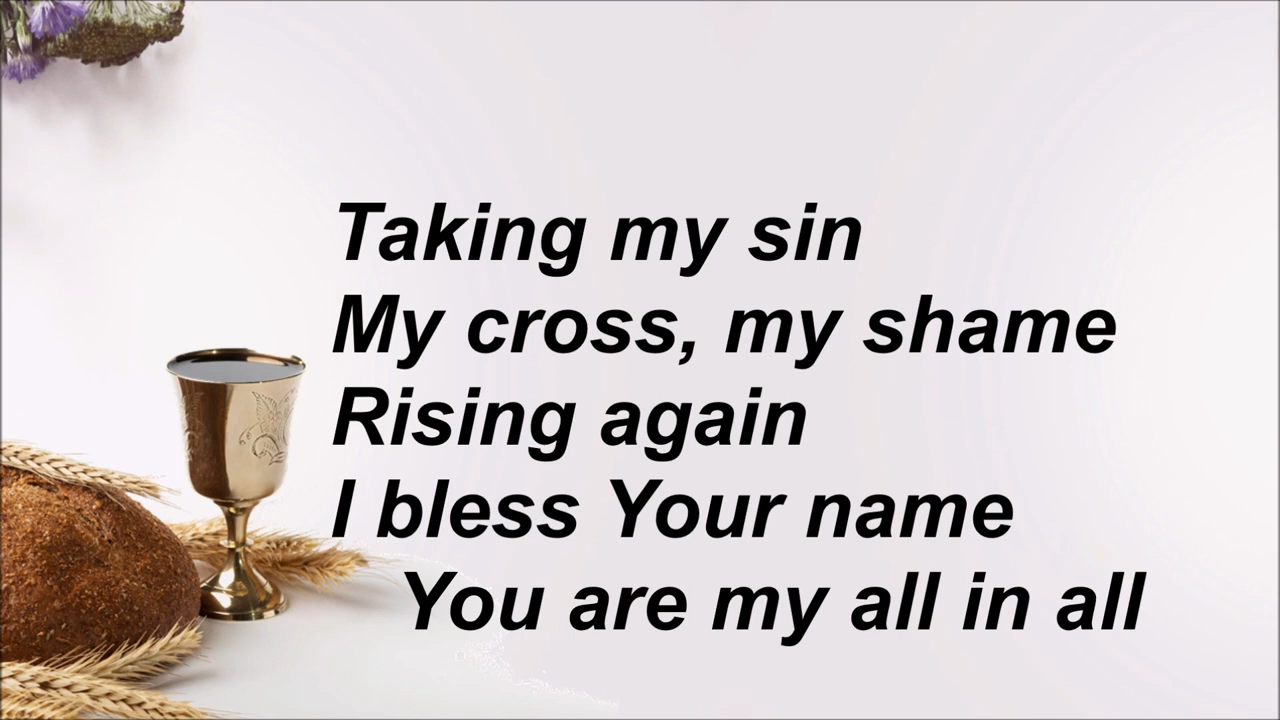 Taking my sin
My cross, my shame
Rising again
I bless Your name
You are my all in all